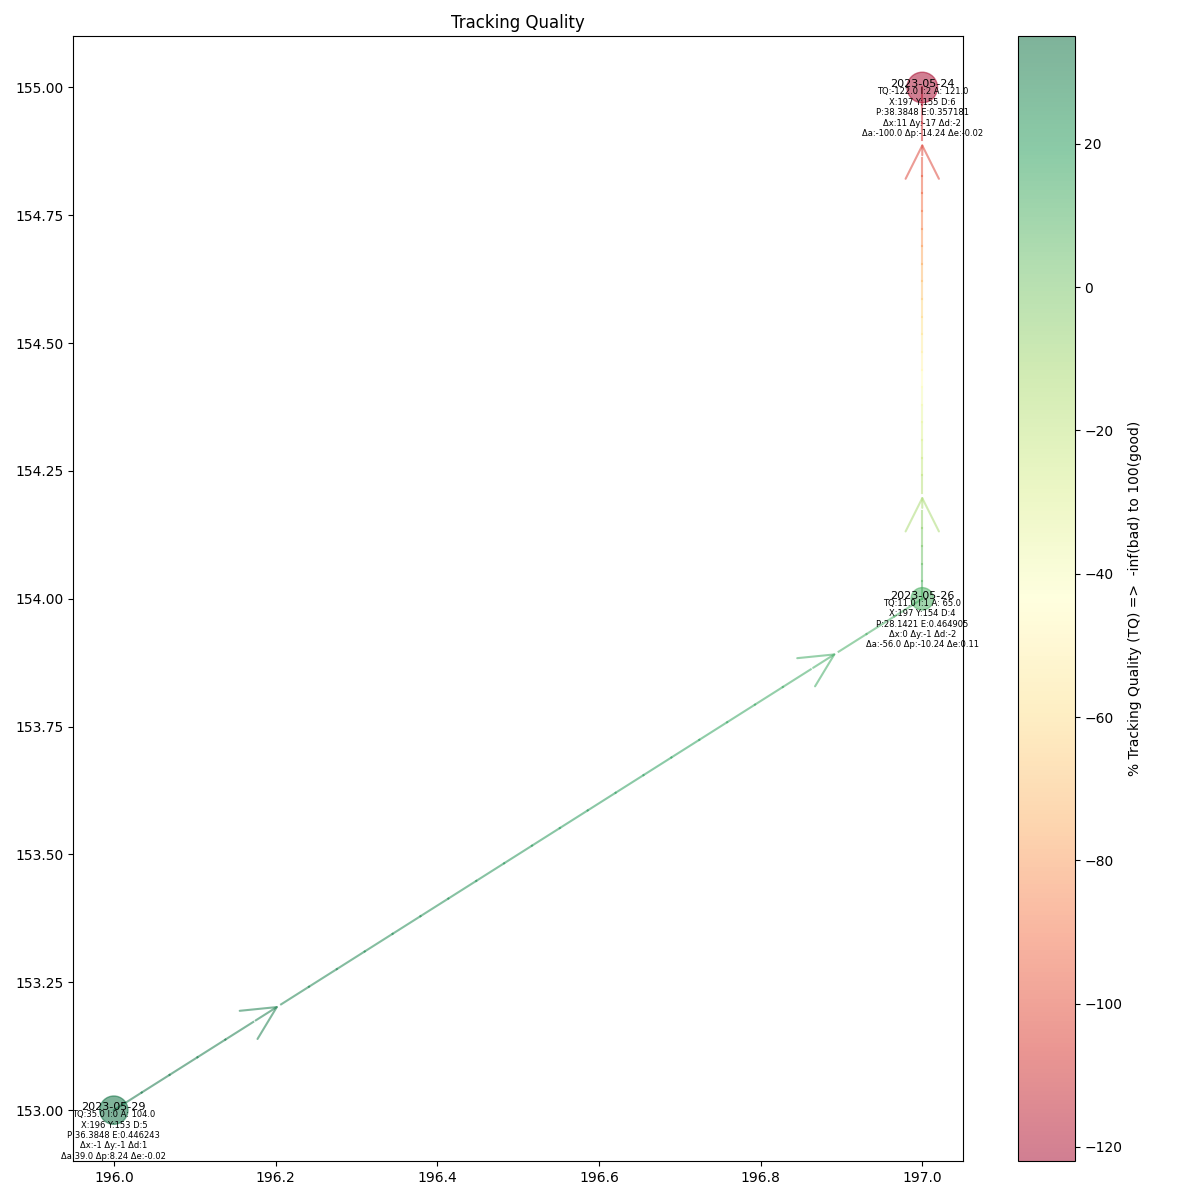 Tracking Quality
155.00
154.75
154.50
154.25
154.00
153.75
153.50
153.25
153.00
196.0
196.2
196.4
196.6
196.8
197.0
2023-05-24
TQ:-122.0 I:2 A: 121.0
X:197 Y:155 D:6
P:38.3848 E:0.357181
Δx:11 Δy:-17 Δd:-2
Δa:-100.0 Δp:-14.24 Δe:-0.02
2023-05-26
TQ:11.0 I:1 A: 65.0
X:197 Y:154 D:4
P:28.1421 E:0.464905
Δx:0 Δy:-1 Δd:-2
Δa:-56.0 Δp:-10.24 Δe:0.11
2023-05-29
TQ:35.0 I:0 A: 104.0
X:196 Y:153 D:5
P:36.3848 E:0.446243
Δx:-1 Δy:-1 Δd:1
Δa:39.0 Δp:8.24 Δe:-0.02
20
0
−20
−40
−60
−80
−100
−120
% Tracking Quality (TQ) => -inf(bad) to 100(good)